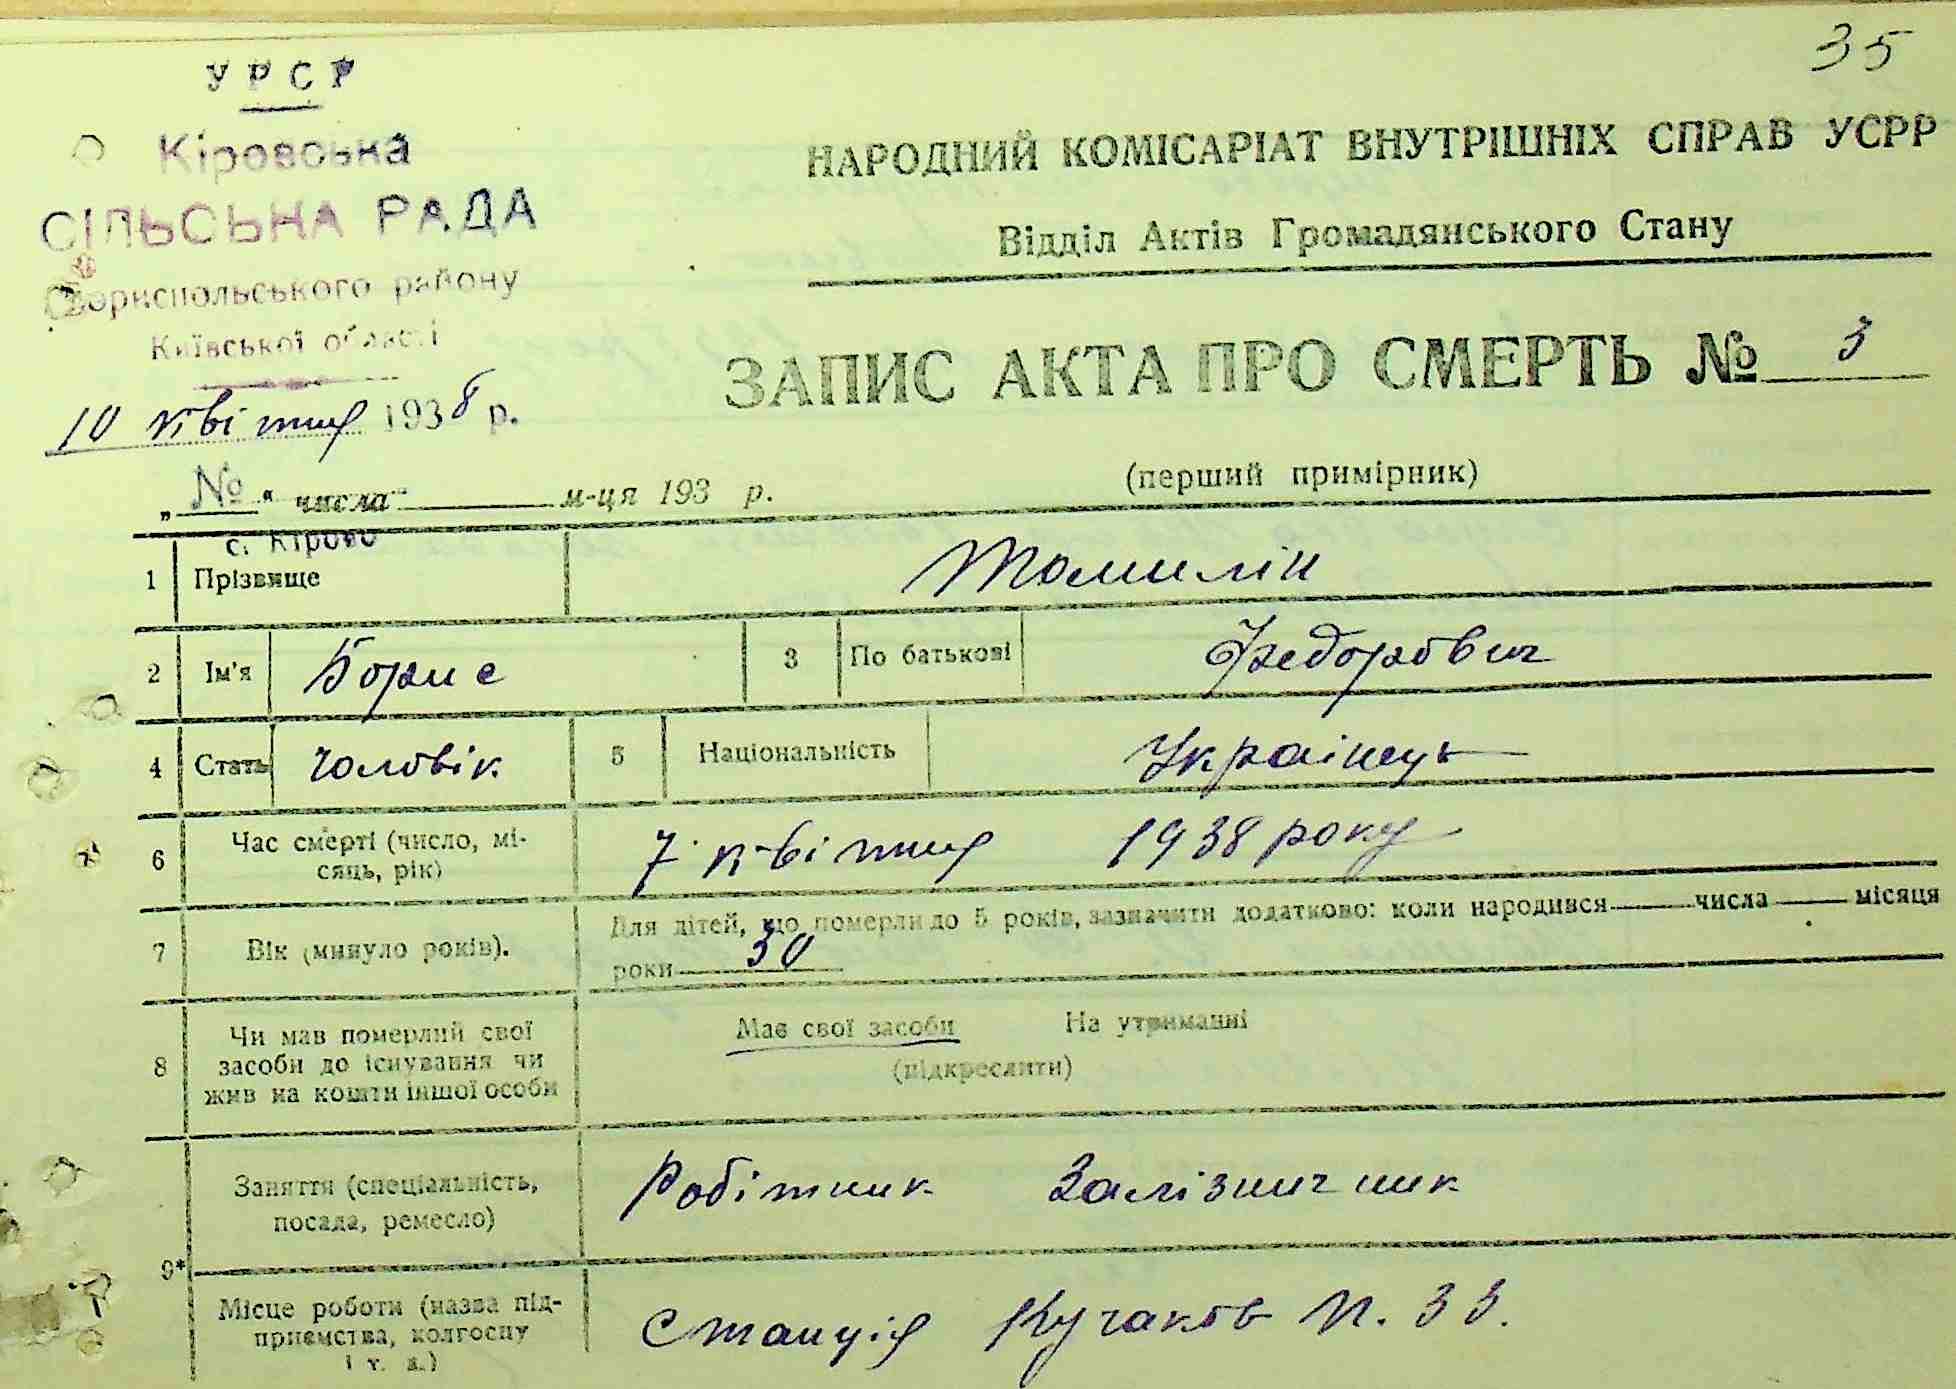 35
УРСР
Кіровська
СІЛЬСЬКА РАДА
Бориспольського району
Київської області
10 квітня 1938 р.
№
с. Кірово
НАРОДНИЙ КОМІСАРІАТ ВНУТРІШНІХ СПРАВ УСРР
Відділ Актів Громадянського Стану
ЗАПИС АКТА ПРО СМЕРТЬ № 3
(перший примірник)
„ “ числа м-ця 193 р.
1 Прізвище Томилін
2 Ім'я Борис 3 По батькові Федорович
4 Стать чоловік 5 Національність Українець
6 Час смерті (число, мі-
сяць, рік) 7 квітня 1938 року
7 Вік (минуло років). Для дітей, що померли до 5 років, зазначити додатково: коли народився числа місяця
роки 30
8 Чи мав померлий свої
засоби до існування чи
жив на кошти іншої особи
Має свої засоби На утриманні
(підкреслити)
9* Заняття (спеціальність,
посада, ремесло) Робітник Залізничник
Місце роботи (назва під-
приємства, колгоспу
і т. д.) Станція Кучаков П. З З.